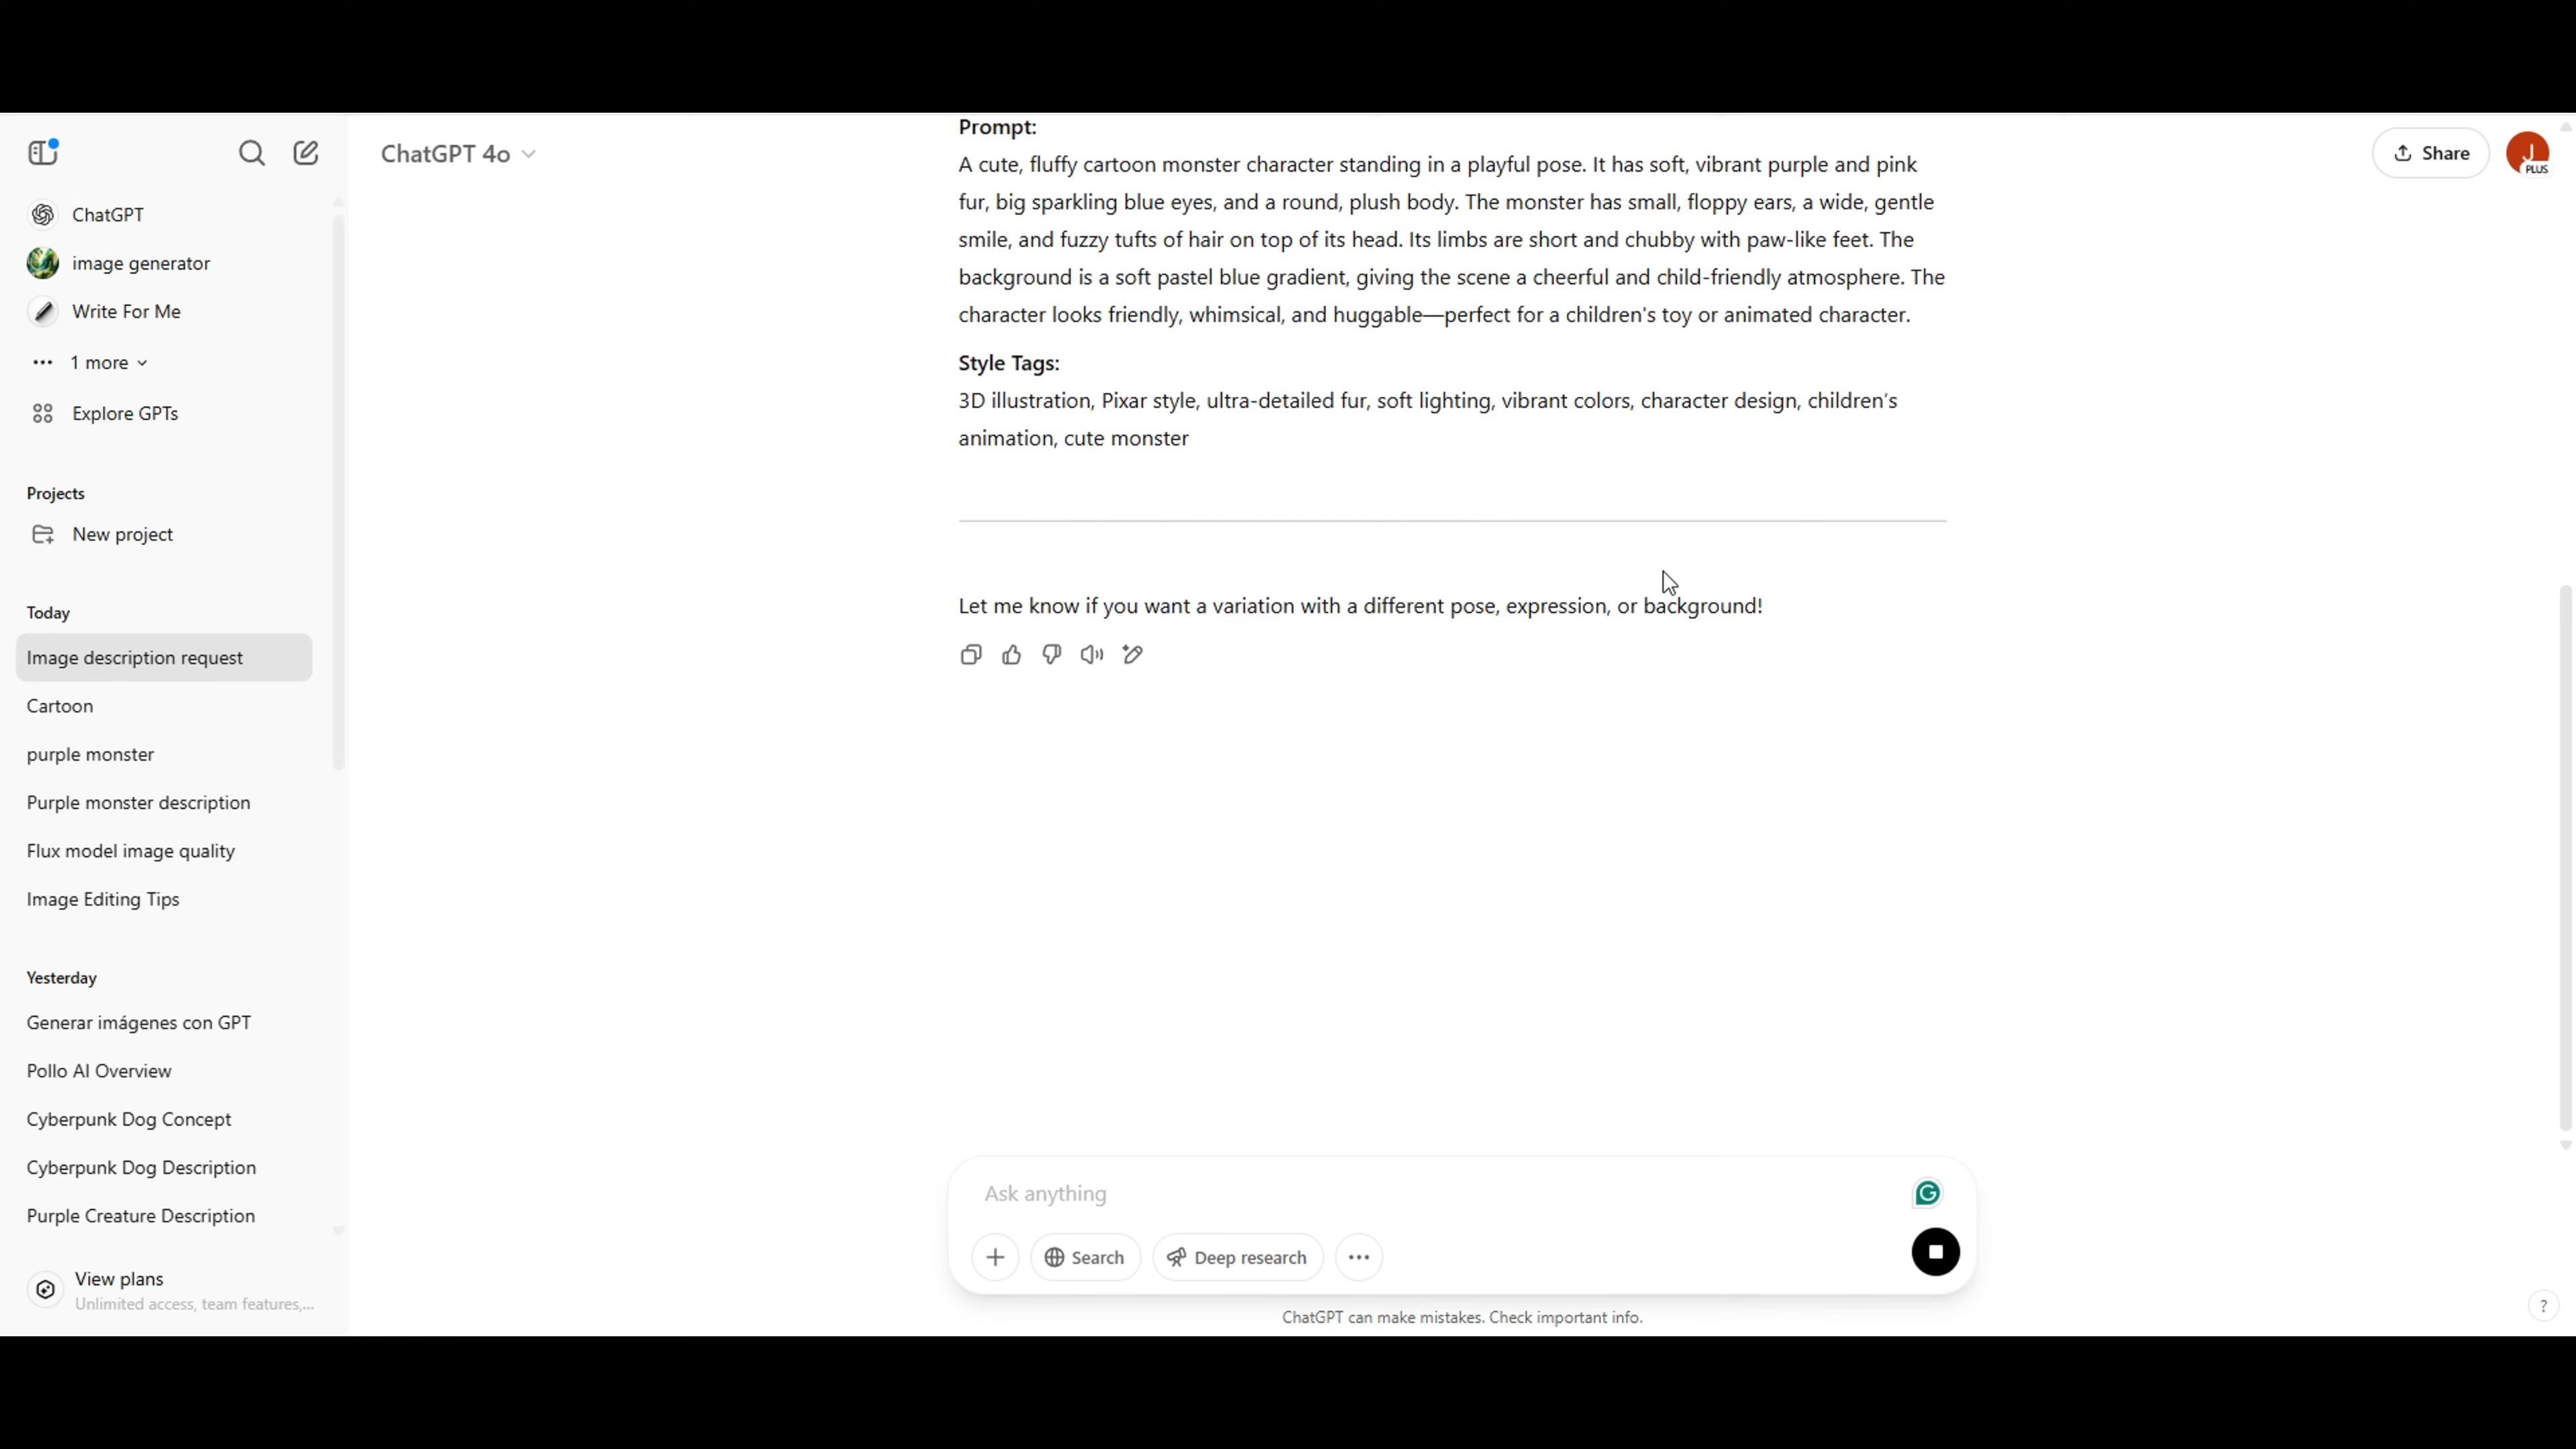 ChatGPT 4o
Share
J
PLUS
ChatGPT
image generator
Write For Me
1 more
Explore GPTs
Projects
New project
Today
Image description request
Cartoon
purple monster
Purple monster description
Flux model image quality
Image Editing Tips
Yesterday
Generar imágenes con GPT
Pollo AI Overview
Cyberpunk Dog Concept
Cyberpunk Dog Description
Purple Creature Description
View plans
Unlimited access, team features,...
Prompt:
A cute, fluffy cartoon monster character standing in a playful pose. It has soft, vibrant purple and pink
fur, big sparkling blue eyes, and a round, plush body. The monster has small, floppy ears, a wide, gentle
smile, and fuzzy tufts of hair on top of its head. Its limbs are short and chubby with paw-like feet. The
background is a soft pastel blue gradient, giving the scene a cheerful and child-friendly atmosphere. The
character looks friendly, whimsical, and huggable—perfect for a children's toy or animated character.
Style Tags:
3D illustration, Pixar style, ultra-detailed fur, soft lighting, vibrant colors, character design, children's
animation, cute monster
Let me know if you want a variation with a different pose, expression, or background!
Ask anything
G
Search
Deep research
ChatGPT can make mistakes. Check important info.
?